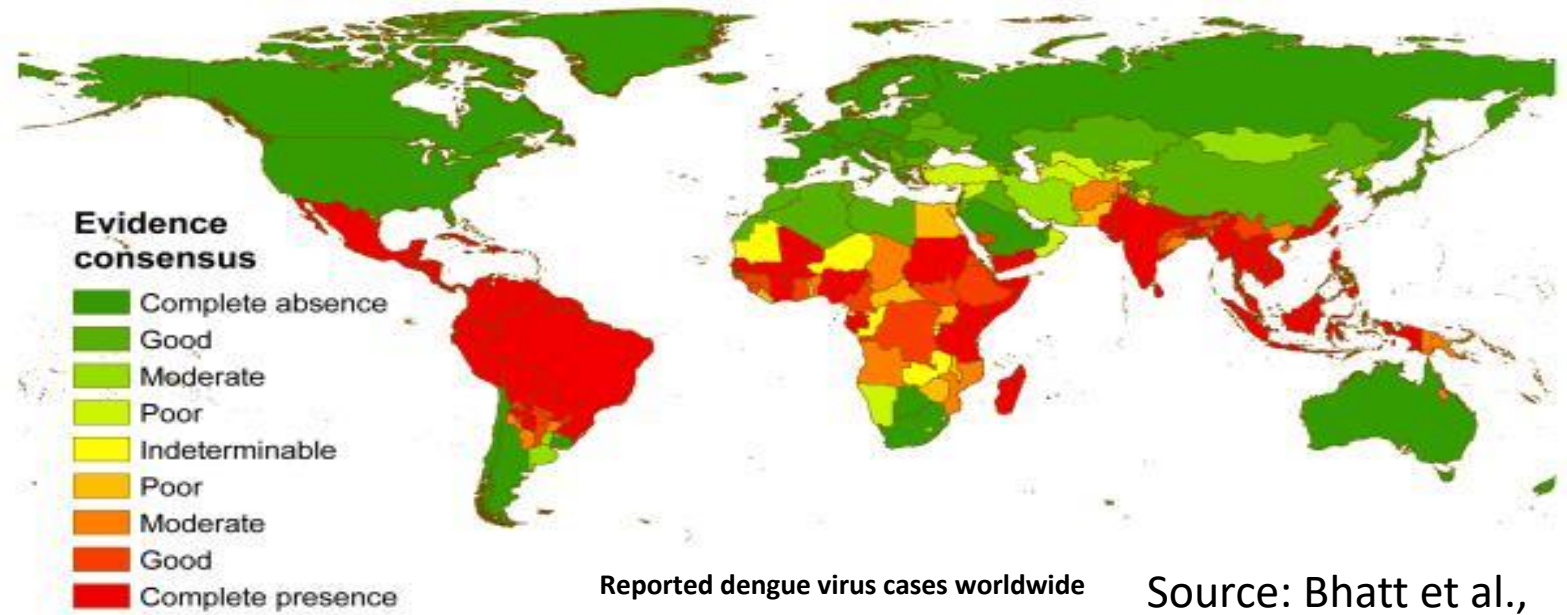 Evidence
consensus
Complete absence
Good
Moderate
Poor
Indeterminable
Poor
Moderate
Good
Complete presence
Reported dengue virus cases worldwide
Source: Bhatt et al.,